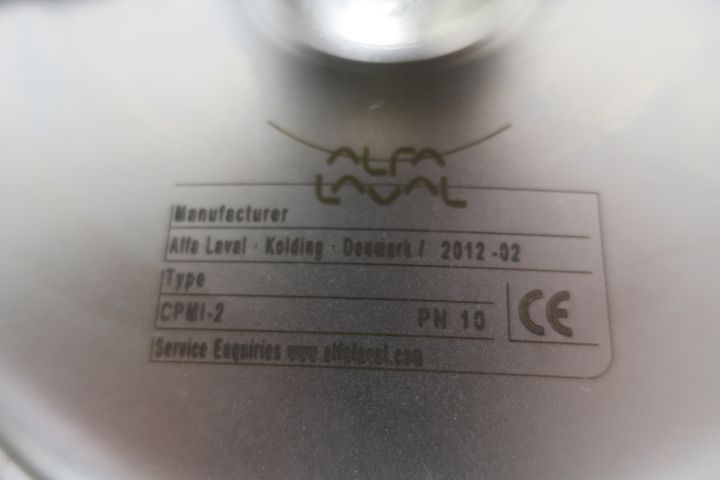 ALFA
LAVAL
Manufacturer
Alfa Laval · Kolding · Denmark / 2012-02
Type
CPMI-2 PN 10 CE
Service Enquiries www.alfalaval.com